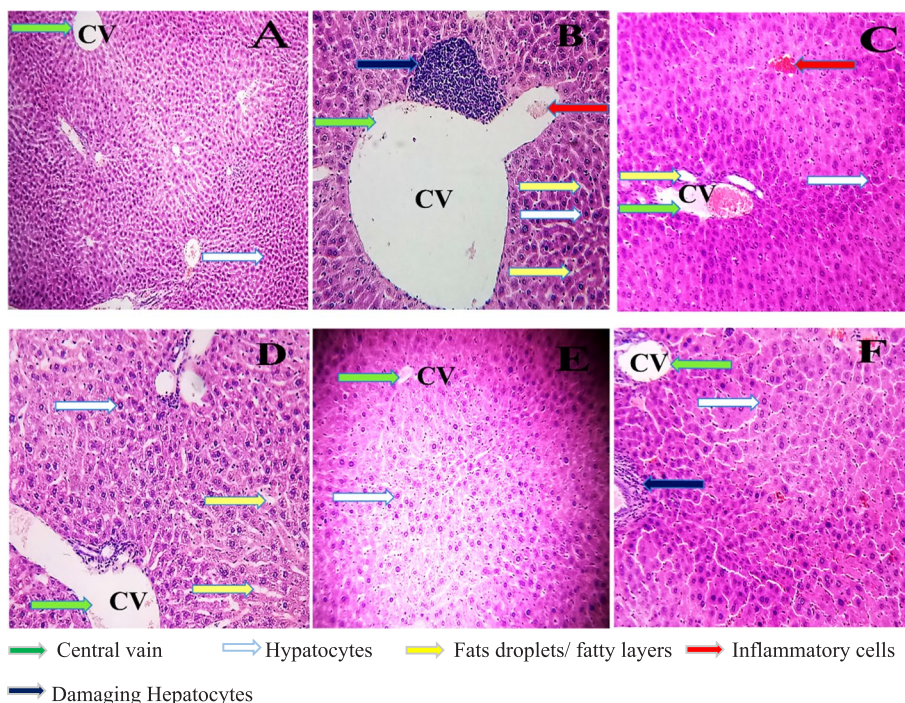 A
CV
B
CV
C
CV
D
CV
E
CV
F
CV
Central vain
Hypatocytes
Fats droplets/ fatty layers
Inflammatory cells
Damaging Hepatocytes